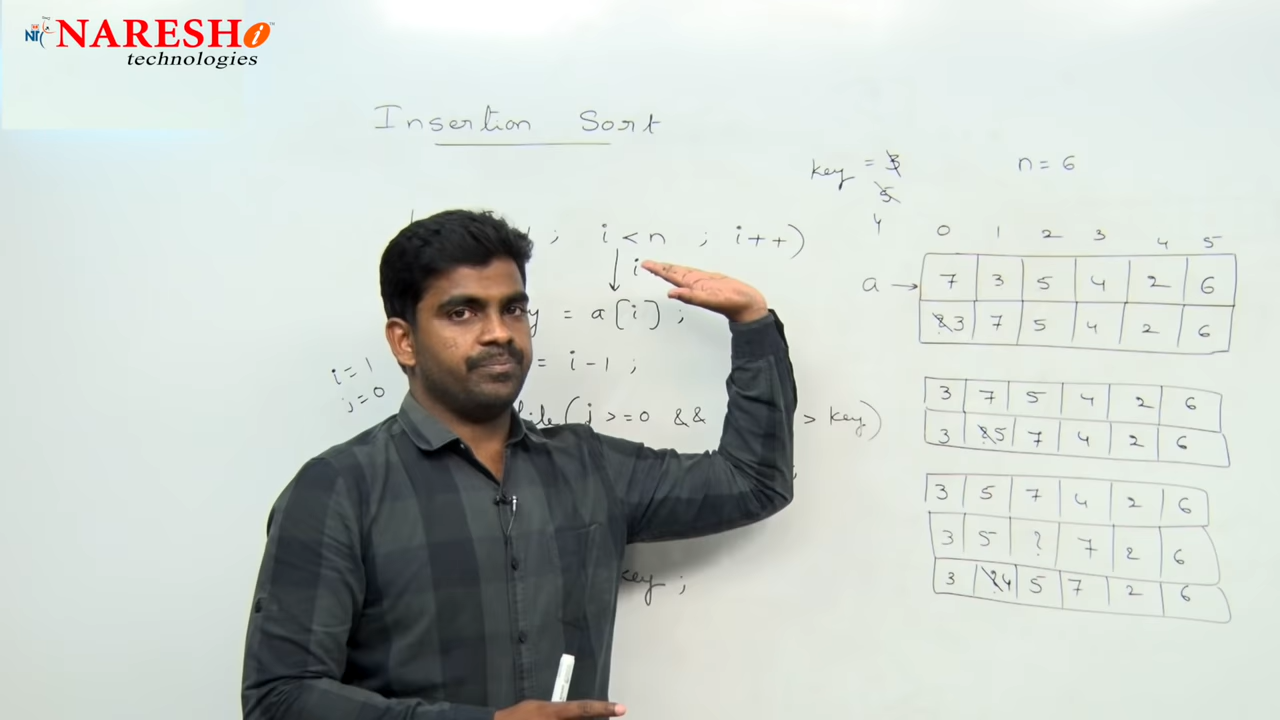 NARESH i
technologies
Insertion Sort
key = 3
5
4
n = 6
; i < n ; i++)
= a[i] ;
= i-1 ;
i = 1
j = 0
(j >= 0 && > key)
;
key ;
0 1 2 3 4 5
a → 7 3 5 4 2 6
? 3 7 5 4 2 6
3 7 5 4 2 6
3 ? 5 7 4 2 6
3 5 7 4 2 6
3 5 ? 7 2 6
3 ? 4 5 7 2 6